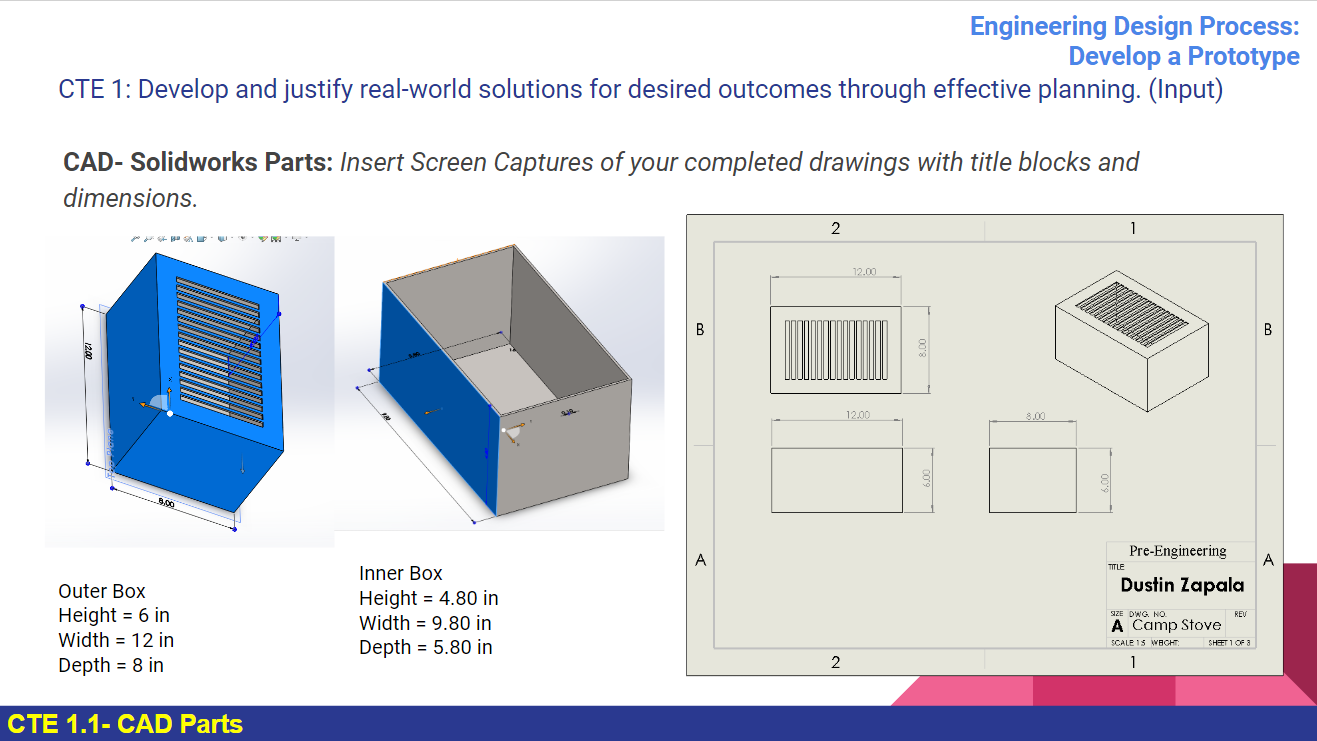 Engineering Design Process:
Develop a Prototype
CTE 1: Develop and justify real-world solutions for desired outcomes through effective planning. (Input)
CAD- Solidworks Parts: Insert Screen Captures of your completed drawings with title blocks and
dimensions.
12.00
8.00
Outer Box
Height = 6 in
Width = 12 in
Depth = 8 in
Inner Box
Height = 4.80 in
Width = 9.80 in
Depth = 5.80 in
2 1
12.00
B B
8.00
12.00 8.00
6.00 6.00
A A
Pre-Engineering
TITLE
Dustin Zapala
SIZE DWG. NO. REV
A Camp Stove
SCALE 1:5 WEIGHT: SHEET 1 OF 3
2 1
CTE 1.1- CAD Parts